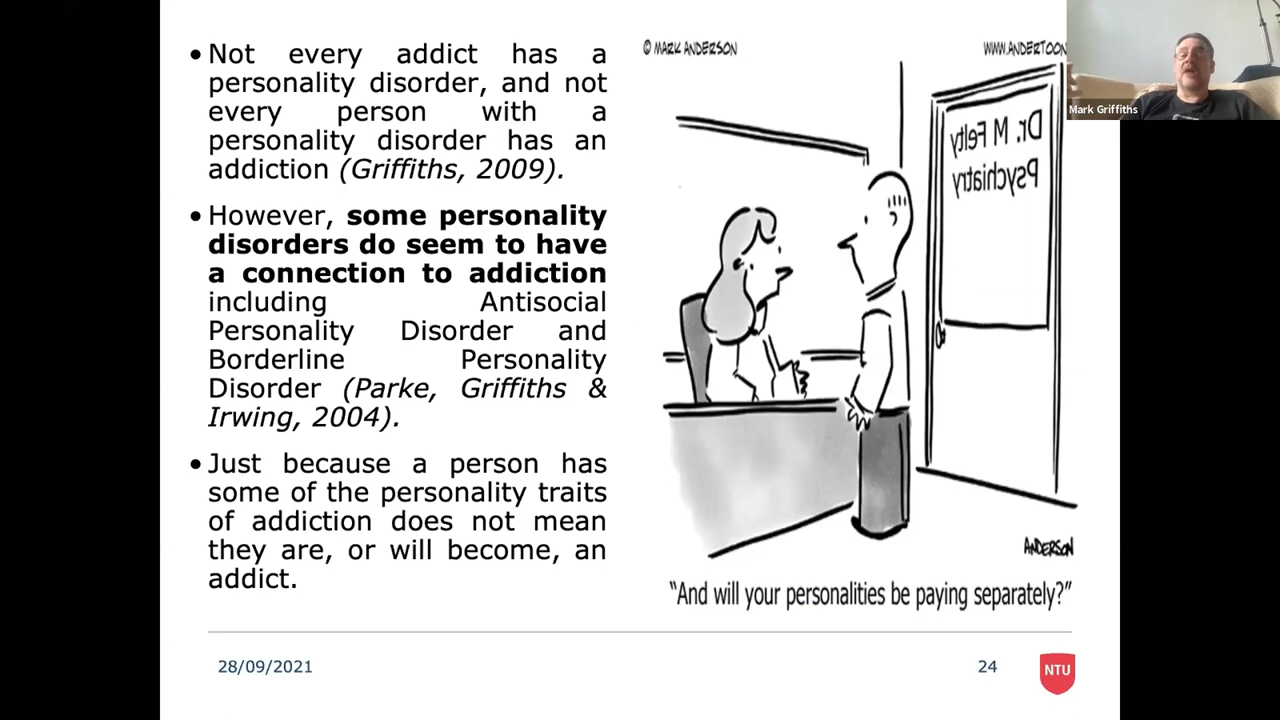 • Not every addict has a
personality disorder, and not
every person with a
personality disorder has an
addiction (Griffiths, 2009).
• However, some personality
disorders do seem to have
a connection to addiction
including Antisocial
Personality Disorder and
Borderline Personality
Disorder (Parke, Griffiths &
Irwing, 2004).
• Just because a person has
some of the personality traits
of addiction does not mean
they are, or will become, an
addict.
© MARK ANDERSON
WWW.ANDERTOON
Dr. M Felty
Psychiatry
ANDERSON
"And will your personalities be paying separately?"
Mark Griffiths
28/09/2021
24
NTU